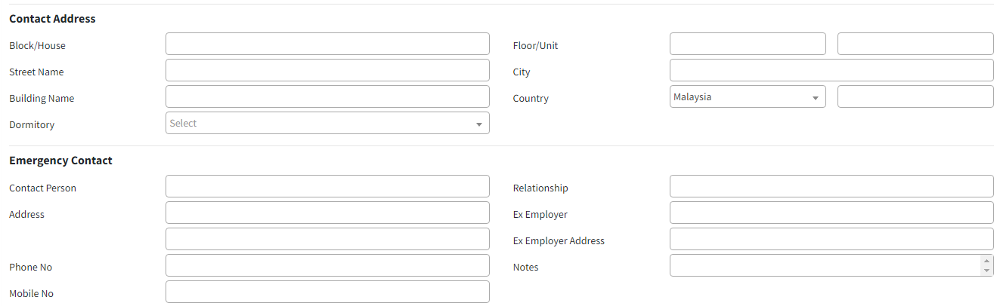 Contact Address
Block/House
Floor/Unit
Street Name
City
Building Name
Country
Malaysia
Dormitory
Select
Emergency Contact
Contact Person
Relationship
Address
Ex Employer
Ex Employer Address
Phone No
Notes
Mobile No